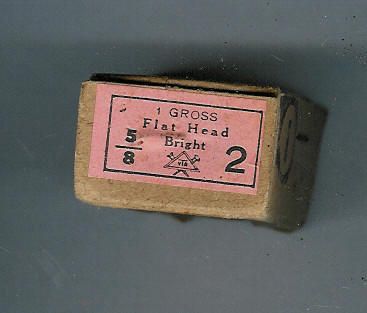 1 GROSS
Flat Head
5/8
Bright
2